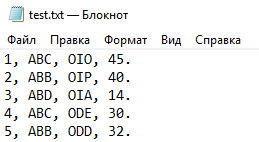 test.txt — Блокнот
Файл Правка Формат Вид Справка
1, ABC, OIO, 45.
2, ABB, OIP, 40.
3, ABD, OIA, 14.
4, ABC, ODE, 30.
5, ABB, ODD, 32.